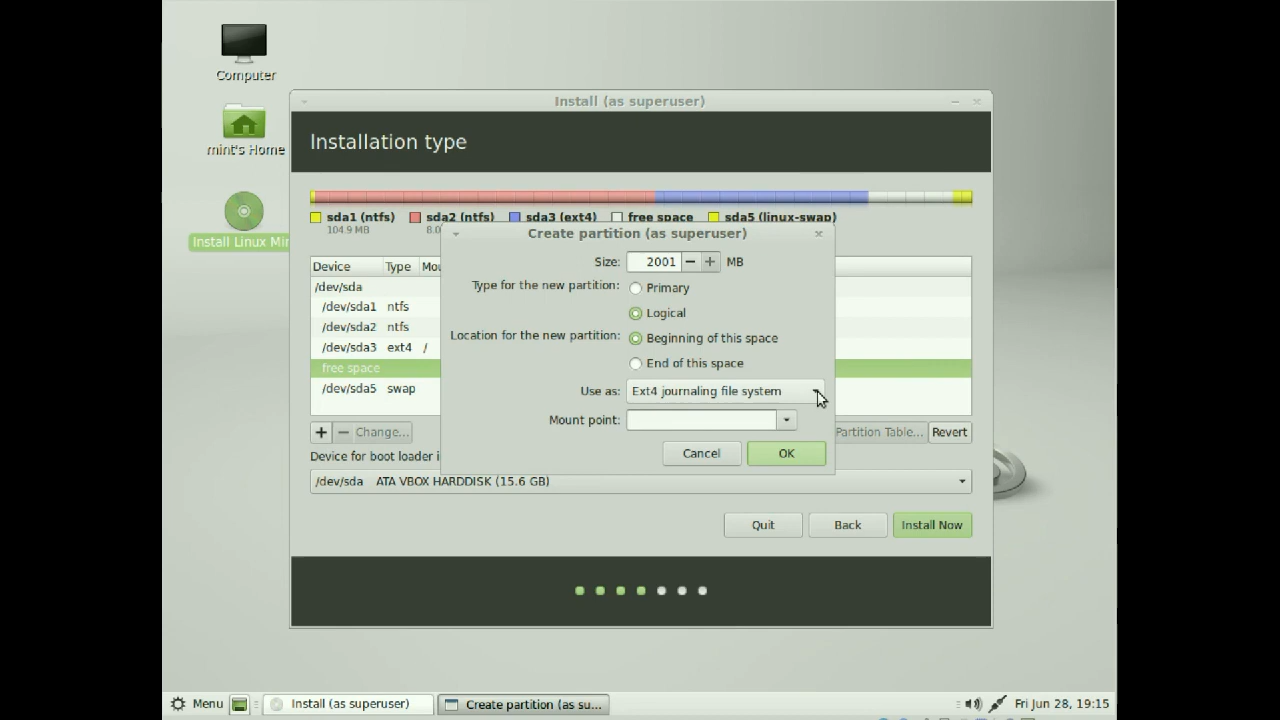 Computer
mint's Home
Install Linux Min
Install (as superuser)
Installation type
sda1 (ntfs)
104.9 MB
sda2 (ntfs)
8.0
sda3 (ext4)
free space
sda5 (linux-swap)
Create partition (as superuser)
Size: 2001 MB
Type for the new partition: Primary
Logical
Location for the new partition: Beginning of this space
End of this space
Use as: Ext4 journaling file system
Mount point:
Cancel OK
Device Type Mou
/dev/sda
/dev/sda1 ntfs
/dev/sda2 ntfs
/dev/sda3 ext4 /
free space
/dev/sda5 swap
+ − Change... Partition Table... Revert
Device for boot loader i
/dev/sda ATA VBOX HARDDISK (15.6 GB)
Quit Back Install Now
Menu Install (as superuser) Create partition (as su... Fri Jun 28, 19:15